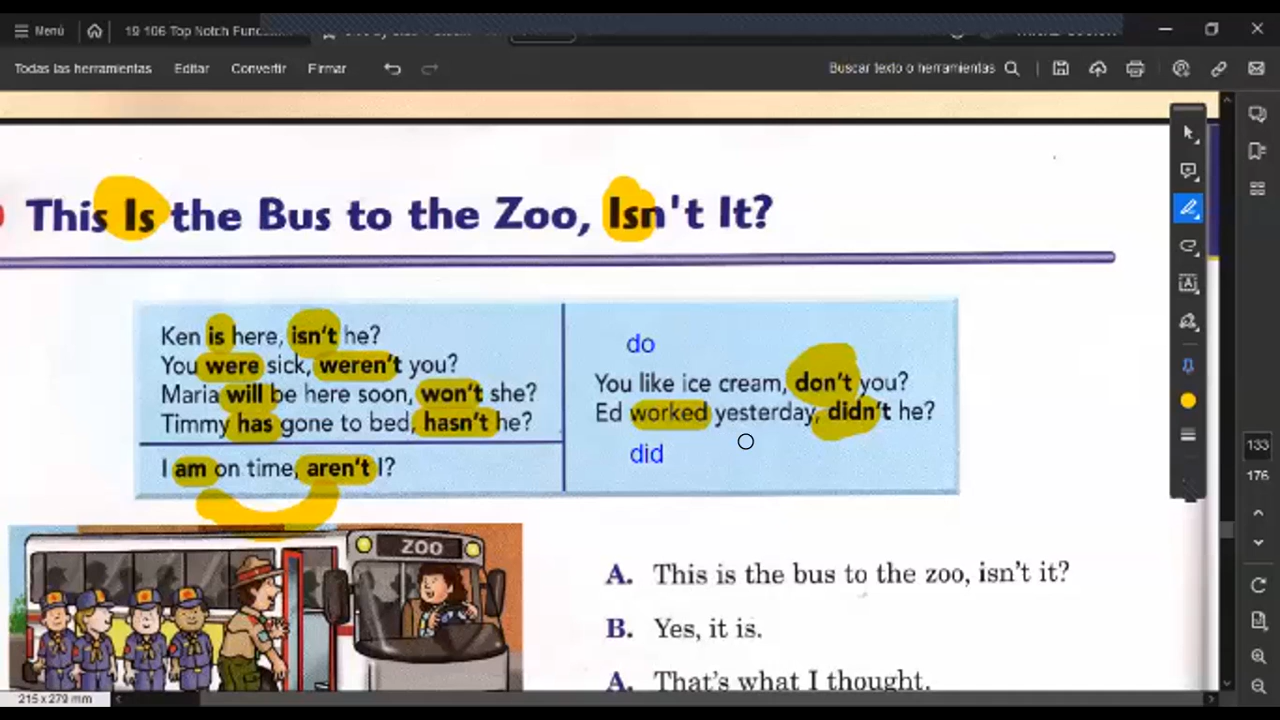 Menú
19 106 Top Notch
Todas las herramientas Editar Convertir Firmar
Buscar texto o herramientas
This Is the Bus to the Zoo, Isn't It?
Ken is here, isn't he?
You were sick, weren't you?
Maria will be here soon, won't she?
Timmy has gone to bed, hasn't he?
I am on time, aren't I?
do
You like ice cream, don't you?
Ed worked yesterday, didn't he?
did
ZOO
A. This is the bus to the zoo, isn't it?
B. Yes, it is.
A. That's what I thought.
133
176
215 x 279 mm